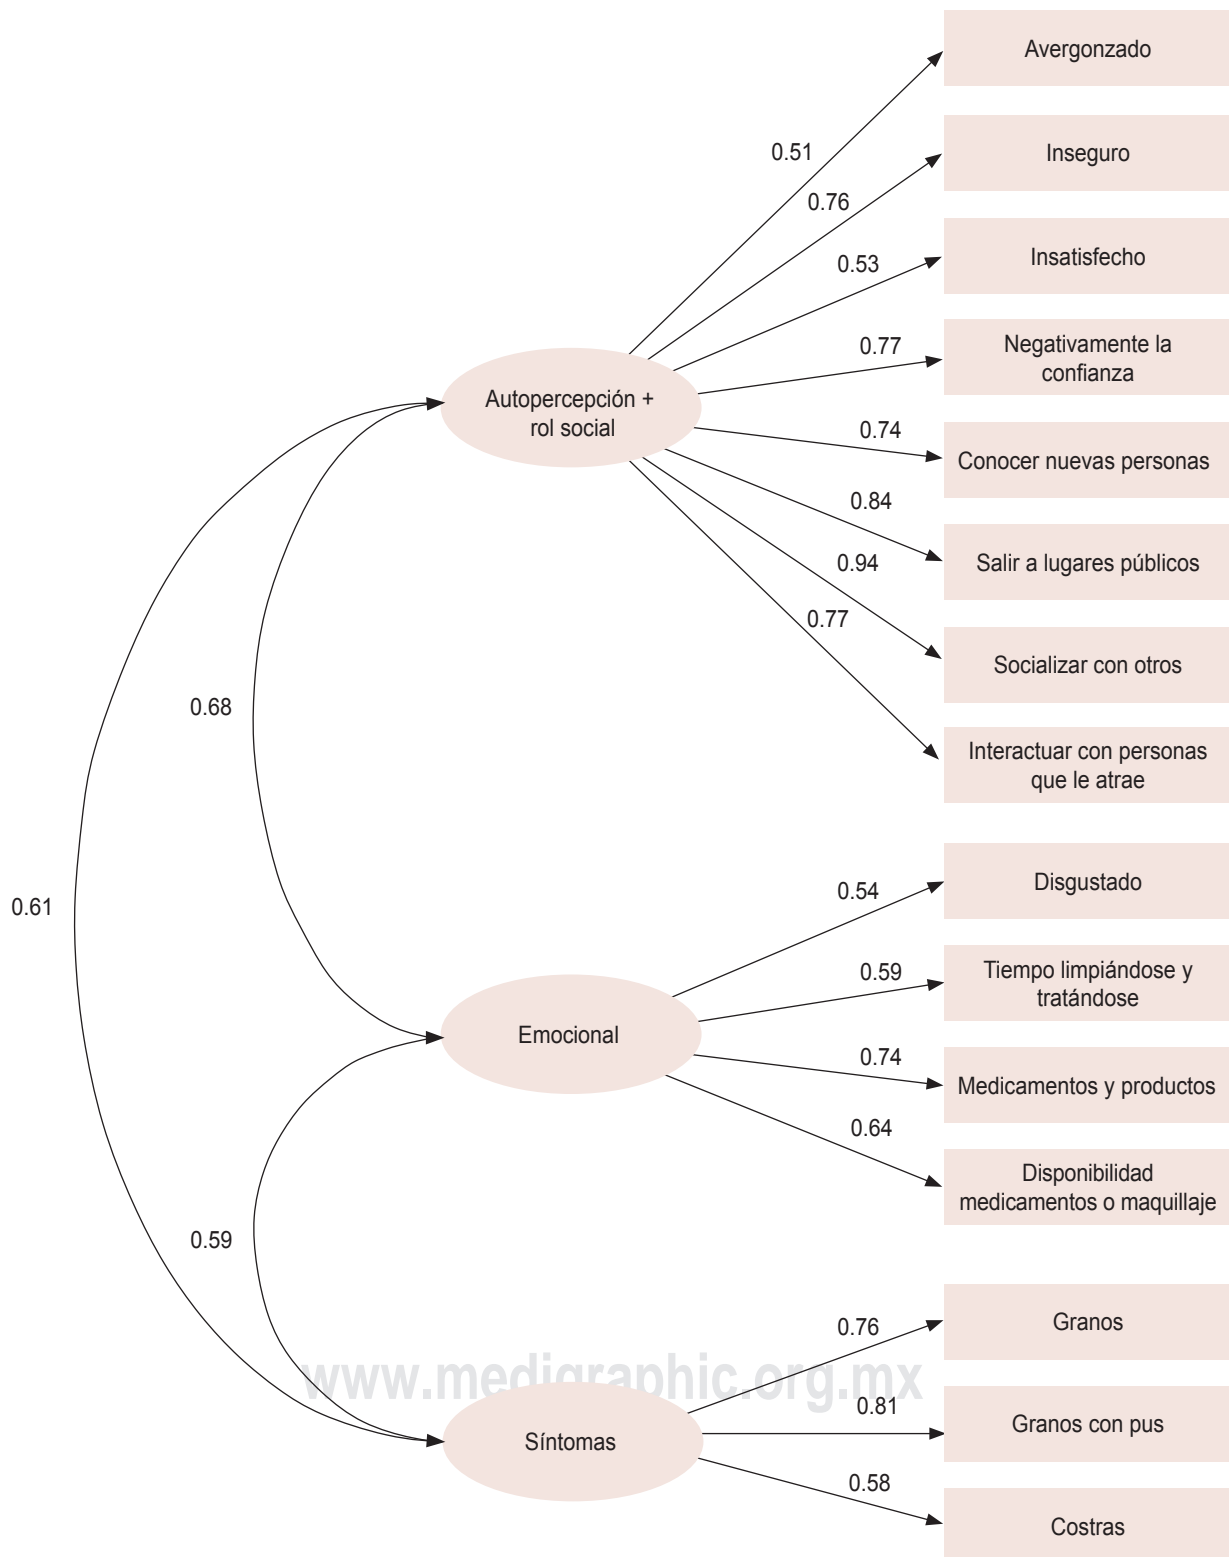 Avergonzado
0.51
Inseguro
0.76
Insatisfecho
0.53
Negativamente la
confianza
0.77
Autopercepción +
rol social
0.74
Conocer nuevas personas
0.84
Salir a lugares públicos
0.94
0.77
Socializar con otros
0.68
Interactuar con personas
que le atrae
0.61
0.54
Disgustado
0.59
Tiempo limpiándose y
tratándose
Emocional
0.74
Medicamentos y productos
0.64
Disponibilidad
medicamentos o maquillaje
0.59
0.76
Granos
www.medigraphic.org.mx
0.81
Granos con pus
Síntomas
0.58
Costras